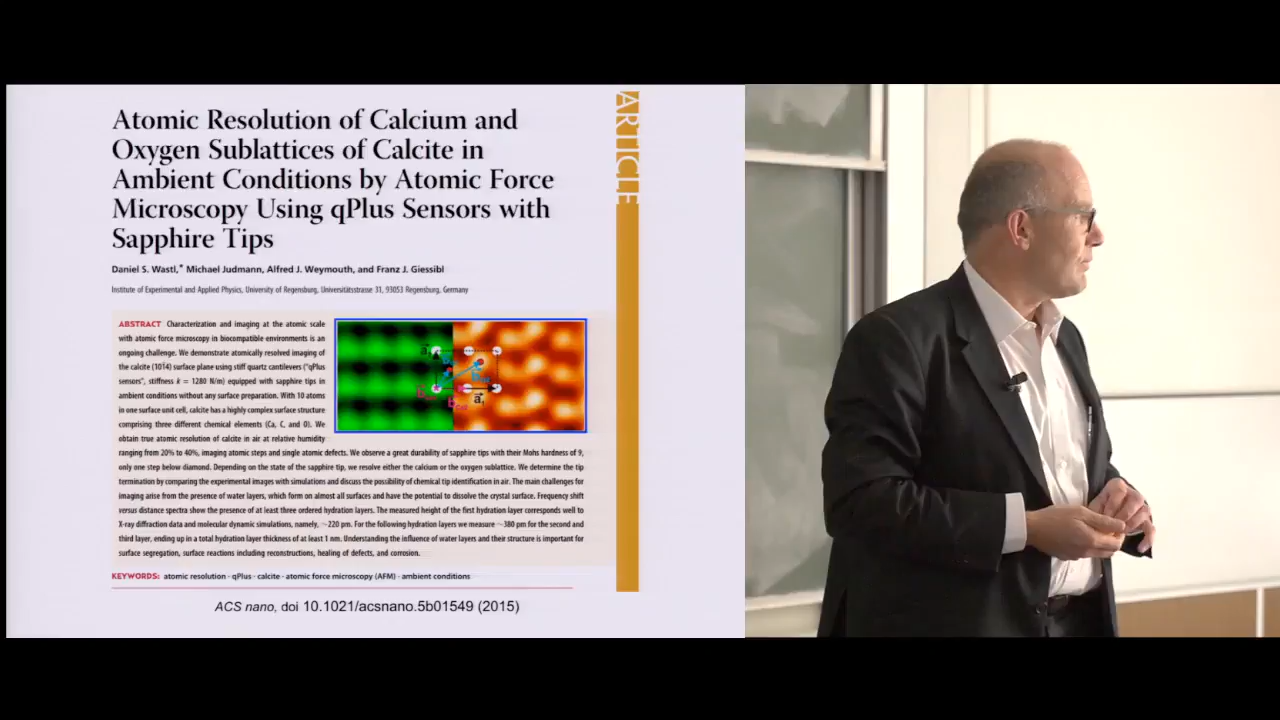 Atomic Resolution of Calcium and
Oxygen Sublattices of Calcite in
Ambient Conditions by Atomic Force
Microscopy Using qPlus Sensors with
Sapphire Tips
Daniel S. Wastl,* Michael Judmann, Alfred J. Weymouth, and Franz J. Giessibl
Institute of Experimental and Applied Physics, University of Regensburg, Universitätsstrasse 31, 93053 Regensburg, Germany
ABSTRACT Characterization and imaging at the atomic scale
with atomic force microscopy in biocompatible environments is an
ongoing challenge. We demonstrate atomically resolved imaging of
the calcite (101̅4) surface plane using stiff quartz cantilevers ("qPlus
sensors", stiffness k = 1280 N/m) equipped with sapphire tips in
ambient conditions without any surface preparation. With 10 atoms
in one surface unit cell, calcite has a highly complex surface structure
comprising three different chemical elements (Ca, C, and O). We
obtain true atomic resolution of calcite in air at relative humidity
ranging from 20% to 40%, imaging atomic steps and single atomic defects. We observe a great durability of sapphire tips with their Mohs hardness of 9,
only one step below diamond. Depending on the state of the sapphire tip, we resolve either the calcium or the oxygen sublattice. We determine the tip
termination by comparing the experimental images with simulations and discuss the possibility of chemical tip identification in air. The main challenges for
imaging arise from the presence of water layers, which form on almost all surfaces and have the potential to dissolve the crystal surface. Frequency shift
versus distance spectra show the presence of at least three ordered hydration layers. The measured height of the first hydration layer corresponds well to
X-ray diffraction data and molecular dynamic simulations, namely, ~220 pm. For the following hydration layers we measure ~380 pm for the second and
third layer, ending up in a total hydration layer thickness of at least 1 nm. Understanding the influence of water layers and their structure is important for
surface segregation, surface reactions including reconstructions, healing of defects, and corrosion.
KEYWORDS: atomic resolution · qPlus · calcite · atomic force microscopy (AFM) · ambient conditions
ACS nano, doi 10.1021/acsnano.5b01549 (2015)
ARTICLE